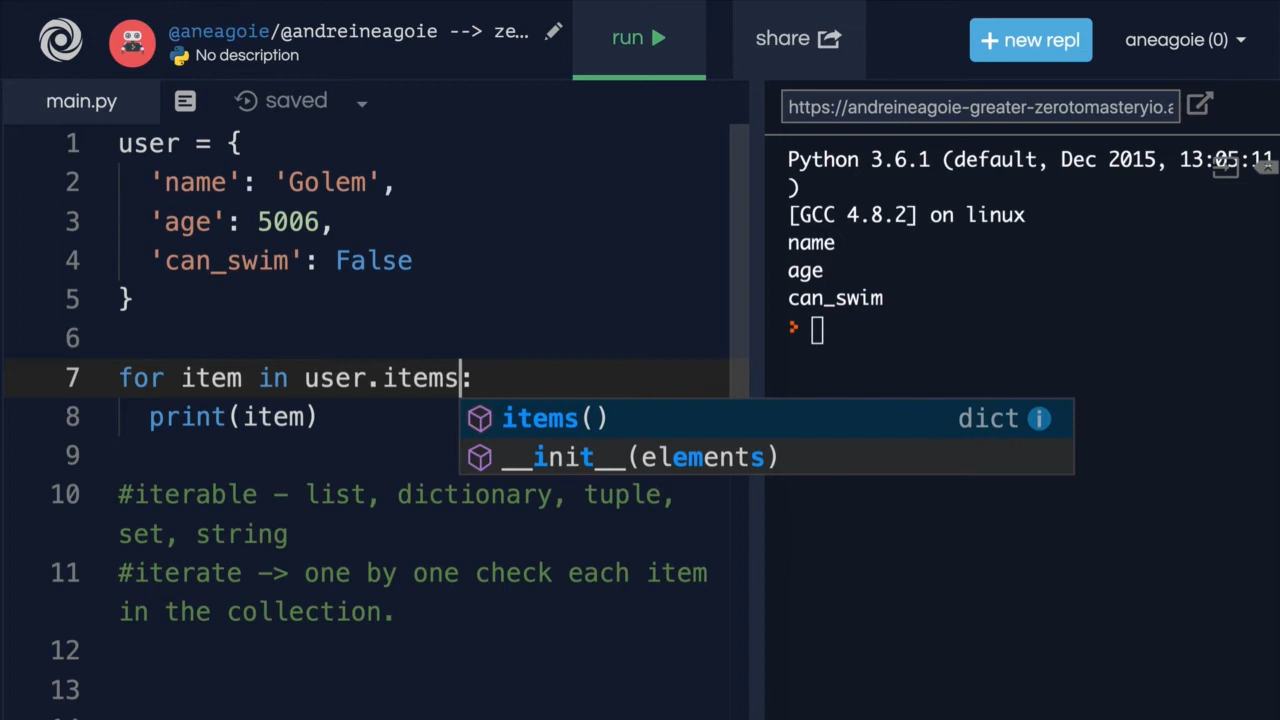 @aneagoie/@andreineagoie --> ze...
No description
run
share
+ new repl
aneagoie (0)
main.py
saved
https://andreineagoie-greater-zerotomasteryio.
1 user = {
2 'name': 'Golem',
3 'age': 5006,
4 'can_swim': False
5 }
6
7 for item in user.items:
8 print(item)
items() dict i
__init__(elements)
9
10 #iterable - list, dictionary, tuple,
set, string
11 #iterate -> one by one check each item
in the collection.
12
13
Python 3.6.1 (default, Dec 2015, 13:05:11
)
[GCC 4.8.2] on linux
name
age
can_swim
>